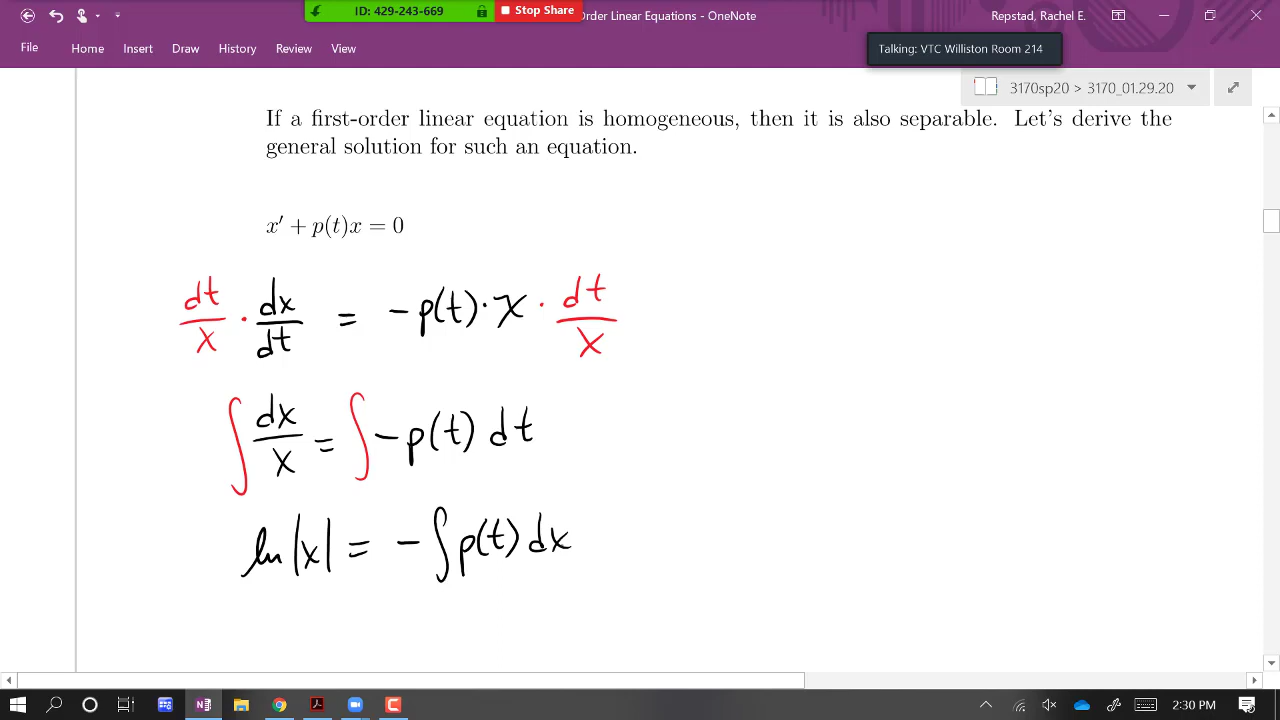 ID: 429-243-669
Stop Share
Order Linear Equations - OneNote
Repstad, Rachel E.
File
Home
Insert
Draw
History
Review
View
Talking: VTC Williston Room 214
3170sp20 > 3170_01.29.20
If a first-order linear equation is homogeneous, then it is also separable. Let's derive the
general solution for such an equation.
x′ + p(t)x = 0
dt/x · dx/dt = -p(t)·x · dt/x
∫ dx/x = ∫ -p(t) dt
ln|x| = -∫ p(t) dx
2:30 PM